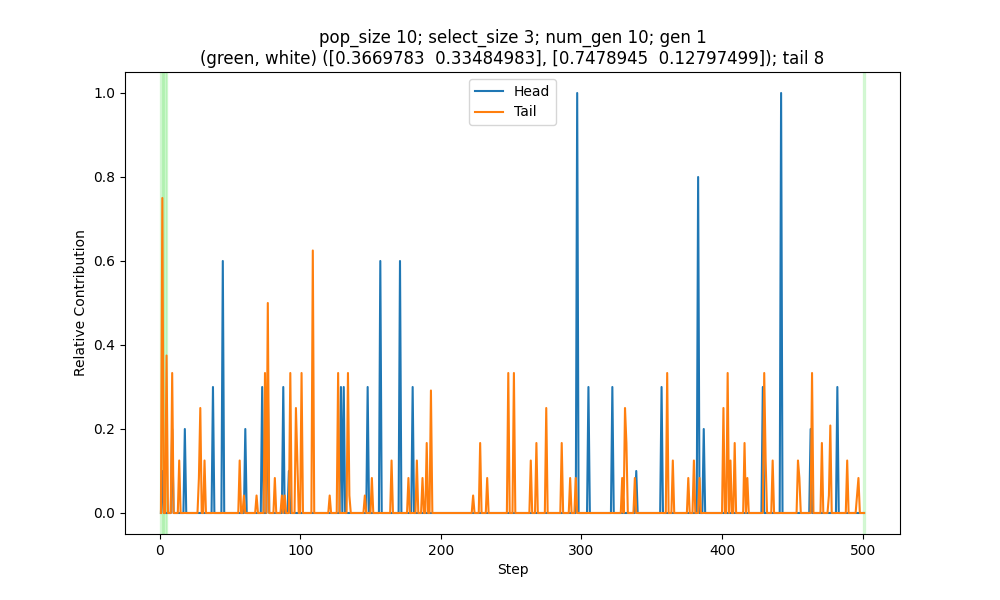 pop_size 10; select_size 3; num_gen 10; gen 1
(green, white) ([0.3669783  0.33484983], [0.7478945  0.12797499]); tail 8
Head
Tail
Relative Contribution
1.0
0.8
0.6
0.4
0.2
0.0
0
100
200
300
400
500
Step